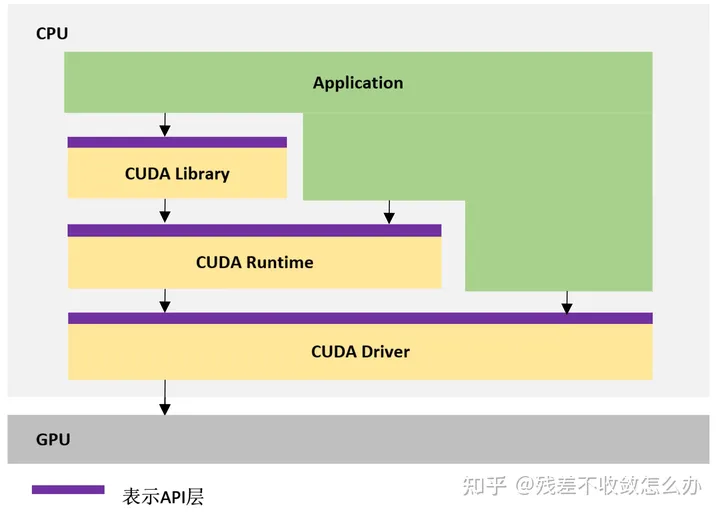 CPU
Application
CUDA Library
CUDA Runtime
CUDA Driver
GPU
表示API层
知乎 @残差不收敛怎么办